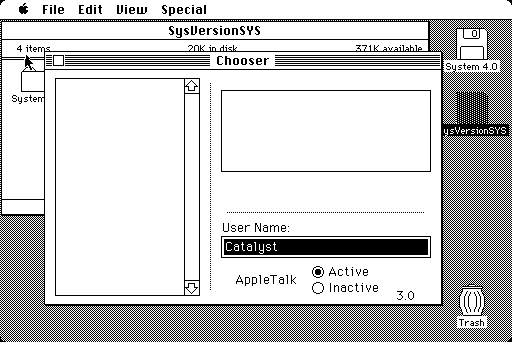 File Edit View Special
SysVersionSYS
4 items 20K in disk 371K available
System
Chooser
System 4.0
ysVersionSYS
User Name:
Catalyst
AppleTalk
Active
Inactive
3.0
Trash